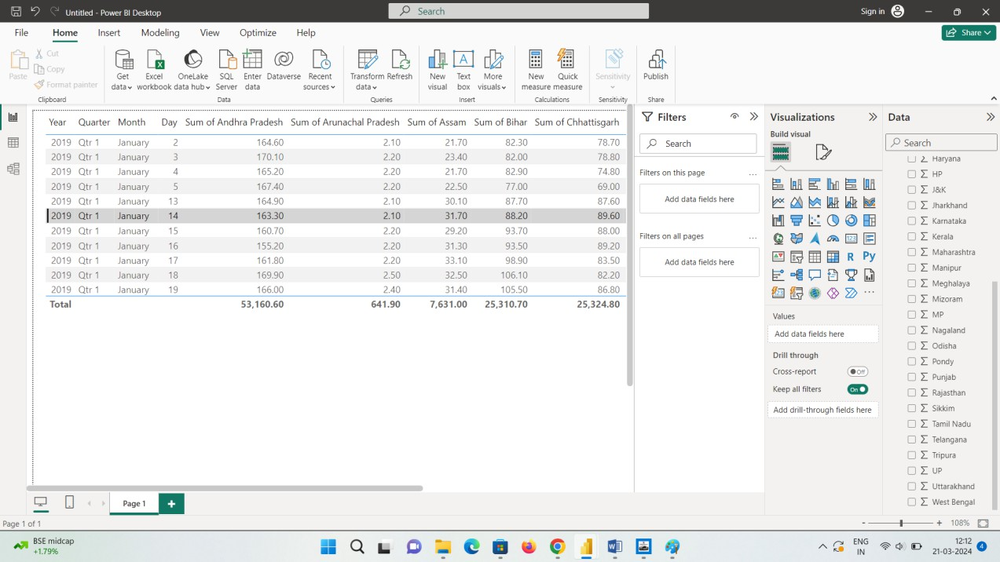 Untitled - Power BI Desktop
Search
Sign in
File Home Insert Modeling View Optimize Help
Share
Paste
Cut
Copy
Format painter
Clipboard
Get data
Excel workbook
OneLake data hub
SQL Server
Enter data
Dataverse
Recent sources
Data
Transform data
Refresh
Queries
New visual
Text box
More visuals
Insert
New measure
Quick measure
Calculations
Sensitivity
Sensitivity
Publish
Share
Year Quarter Month Day Sum of Andhra Pradesh Sum of Arunachal Pradesh Sum of Assam Sum of Bihar Sum of Chhattisgarh
2019 Qtr 1 January 2 164.60 2.10 21.70 82.30 78.70
2019 Qtr 1 January 3 170.10 2.20 23.40 82.00 78.80
2019 Qtr 1 January 4 165.20 2.20 21.70 82.90 74.80
2019 Qtr 1 January 5 167.40 2.20 22.50 77.00 69.00
2019 Qtr 1 January 13 164.90 2.10 30.10 87.70 87.60
2019 Qtr 1 January 14 163.30 2.10 31.70 88.20 89.60
2019 Qtr 1 January 15 160.70 2.20 29.20 93.70 88.00
2019 Qtr 1 January 16 155.20 2.20 31.30 93.50 89.20
2019 Qtr 1 January 17 161.80 2.20 33.10 98.90 83.50
2019 Qtr 1 January 18 169.90 2.50 32.50 106.10 82.20
2019 Qtr 1 January 19 166.00 2.40 31.40 105.50 86.80
Total 53,160.60 641.90 7,631.00 25,310.70 25,324.80
Filters
Search
Filters on this page ...
Add data fields here
Filters on all pages ...
Add data fields here
Visualizations
Build visual
123
R Py
...
Values
Add data fields here
Drill through
Cross-report Off
Keep all filters On
Add drill-through fields here
Data
Search
Σ Haryana
Σ HP
Σ J&K
Σ Jharkhand
Σ Karnataka
Σ Kerala
Σ Maharashtra
Σ Manipur
Σ Meghalaya
Σ Mizoram
Σ MP
Σ Nagaland
Σ Odisha
Σ Pondy
Σ Punjab
Σ Rajasthan
Σ Sikkim
Σ Tamil Nadu
Σ Telangana
Σ Tripura
Σ UP
Σ Uttarakhand
Σ West Bengal
Page 1
+
Page 1 of 1
- + 108%
BSE midcap
+1.79%
ENG
IN
12:12
21-03-2024
4